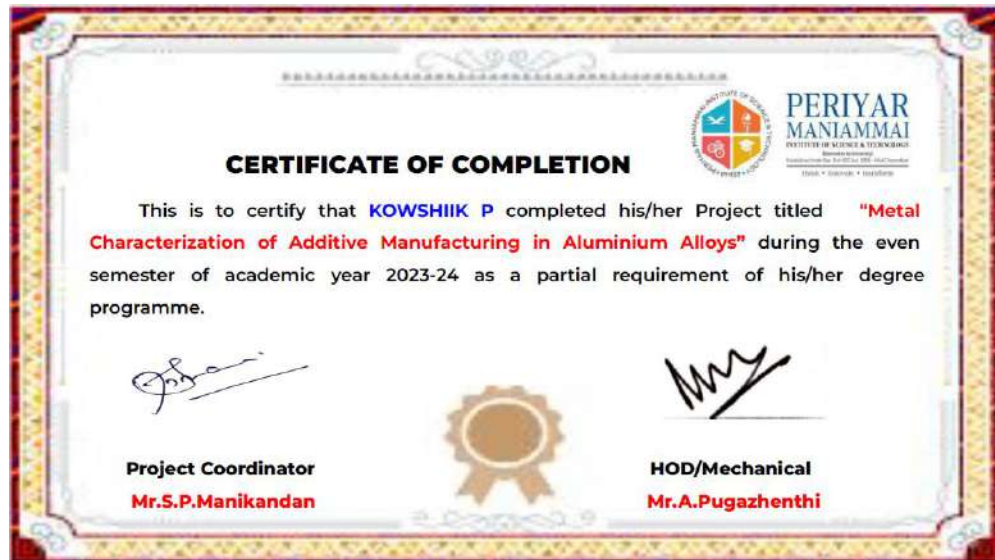 PERIYAR
MANIAMMAI
INSTITUTE OF SCIENCE & TECHNOLOGY
CERTIFICATE OF COMPLETION
This is to certify that KOWSHIIK P completed his/her Project titled "Metal
Characterization of Additive Manufacturing in Aluminium Alloys" during the even
semester of academic year 2023-24 as a partial requirement of his/her degree
programme.
Project Coordinator
HOD/Mechanical
Mr.S.P.Manikandan
Mr.A.Pugazhenthi